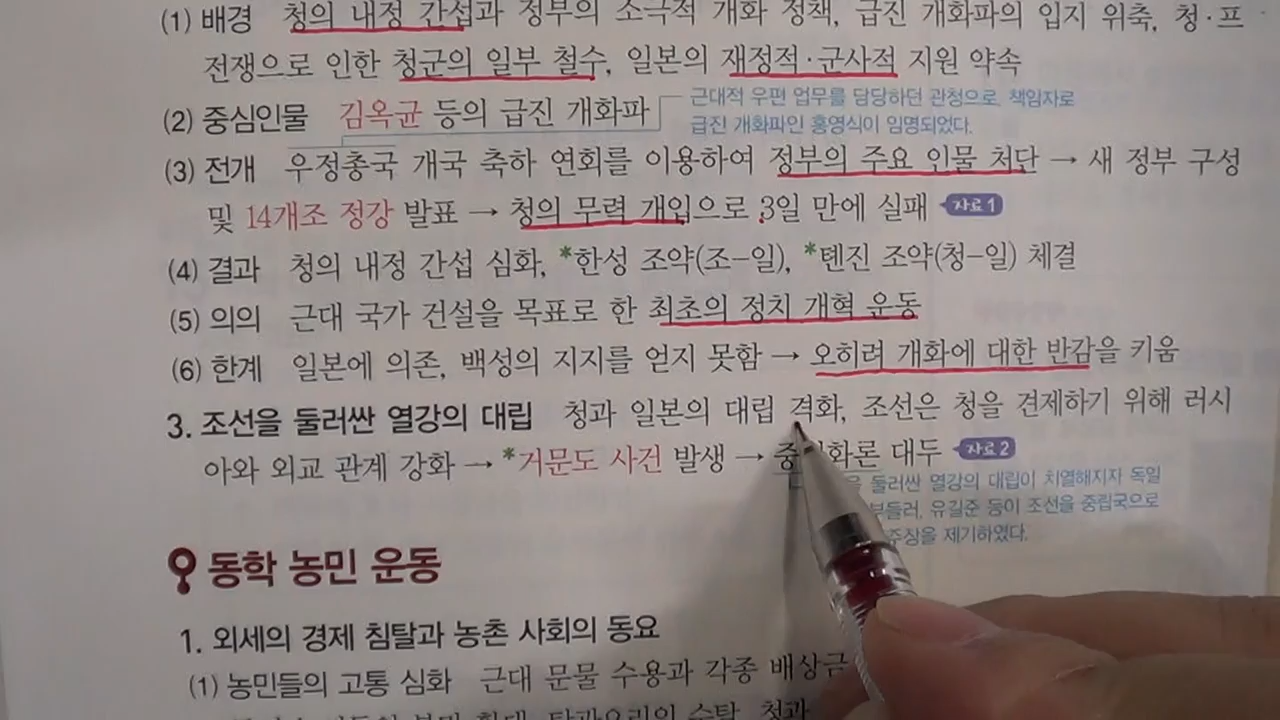 (1) 배경 청의 내정 간섭과 정부의 소극적 개화 정책, 급진 개화파의 입지 위축, 청·프
전쟁으로 인한 청군의 일부 철수, 일본의 재정적·군사적 지원 약속
(2) 중심인물 김옥균 등의 급진 개화파
근대적 우편 업무를 담당하던 관청으로, 책임자로
급진 개화파인 홍영식이 임명되었다.
(3) 전개 우정총국 개국 축하 연회를 이용하여 정부의 주요 인물 처단 → 새 정부 구성
및 14개조 정강 발표 → 청의 무력 개입으로 3일 만에 실패 자료1
(4) 결과 청의 내정 간섭 심화, *한성 조약(조-일), *톈진 조약(청-일) 체결
(5) 의의 근대 국가 건설을 목표로 한 최초의 정치 개혁 운동
(6) 한계 일본에 의존, 백성의 지지를 얻지 못함 → 오히려 개화에 대한 반감을 키움
3. 조선을 둘러싼 열강의 대립 청과 일본의 대립 격화, 조선은 청을 견제하기 위해 러시
아와 외교 관계 강화 → *거문도 사건 발생 → 중 화론 대두 자료2
을 둘러싼 열강의 대립이 치열해지자 독일
부들러, 유길준 등이 조선을 중립국으로
주장을 제기하였다.
동학 농민 운동
1. 외세의 경제 침탈과 농촌 사회의 동요
(1) 농민들의 고통 심화 근대 문물 수용과 각종 배상금